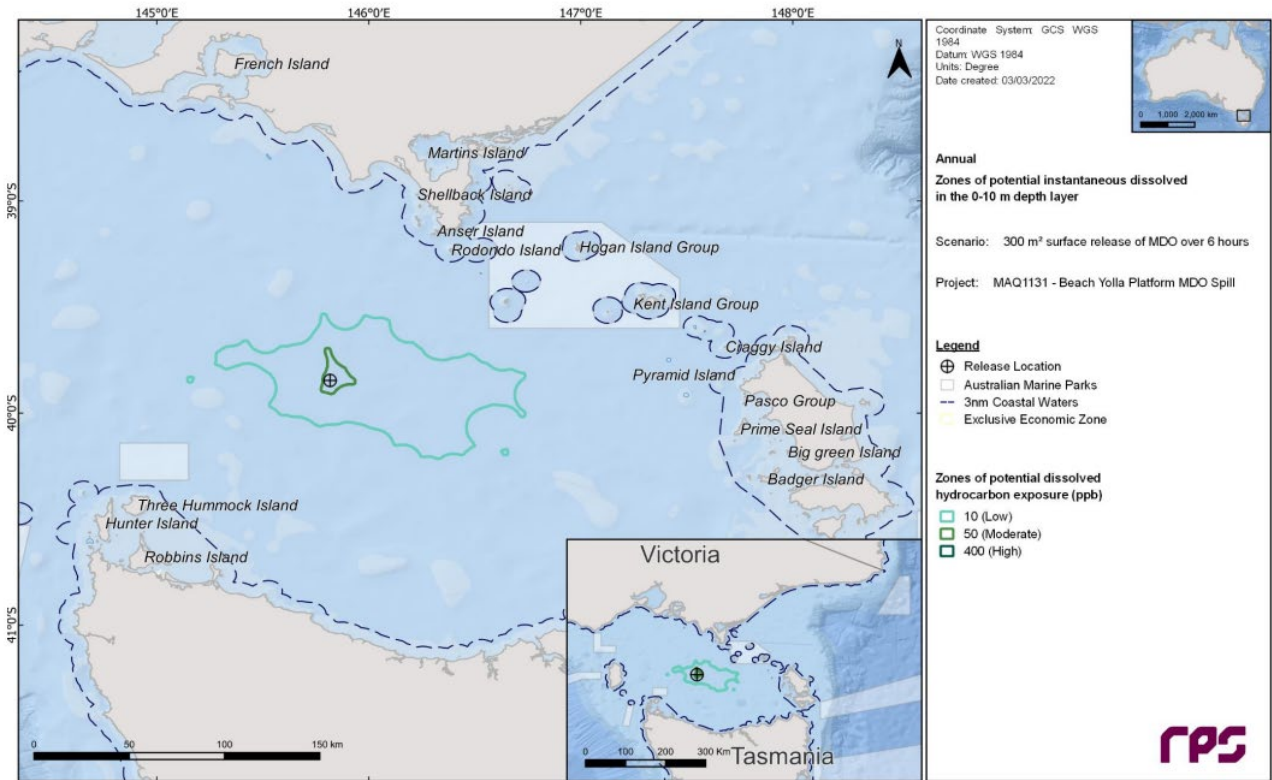 145°0'E 146°0'E 147°0'E 148°0'E
39°0'S
40°0'S
41°0'S
N
French Island
Martins Island
Shellback Island
Anser Island
Rodondo Island
Hogan Island Group
Kent Island Group
Craggy Island
Pyramid Island
Pasco Group
Prime Seal Island
Big green Island
Badger Island
Three Hummock Island
Hunter Island
Robbins Island
0 50 100 150 km
Victoria
Tasmania
0 100 200 300 Km
Coordinate System: GCS WGS
1984
Datum: WGS 1984
Units: Degree
Date created: 03/03/2022
0 1,000 2,000 km
Annual
Zones of potential instantaneous dissolved
in the 0-10 m depth layer
Scenario: 300 m³ surface release of MDO over 6 hours
Project: MAQ1131 - Beach Yolla Platform MDO Spill
Legend
Release Location
Australian Marine Parks
3nm Coastal Waters
Exclusive Economic Zone
Zones of potential dissolved
hydrocarbon exposure (ppb)
10 (Low)
50 (Moderate)
400 (High)
rps